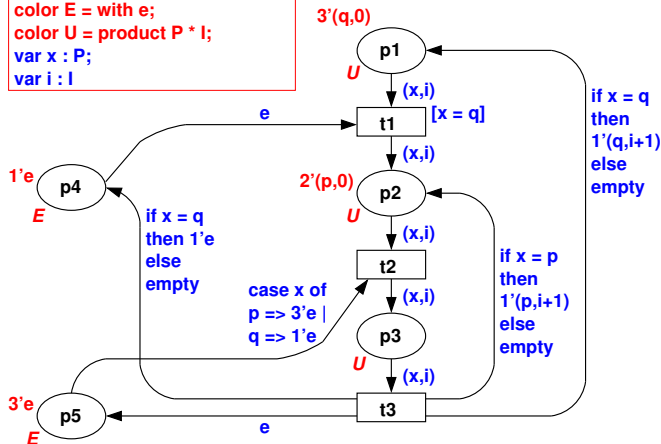 color E = with e;
color U = product P * I;
var x : P;
var i : I
3'(q,0)
p1
U
(x,i)
e
t1
[x = q]
(x,i)
if x = q
then
1'(q,i+1)
else
empty
1'e
p4
E
2'(p,0)
p2
U
(x,i)
if x = q
then 1'e
else
empty
t2
if x = p
then
1'(p,i+1)
else
empty
case x of
p => 3'e |
q => 1'e
(x,i)
p3
U
(x,i)
3'e
p5
E
e
t3